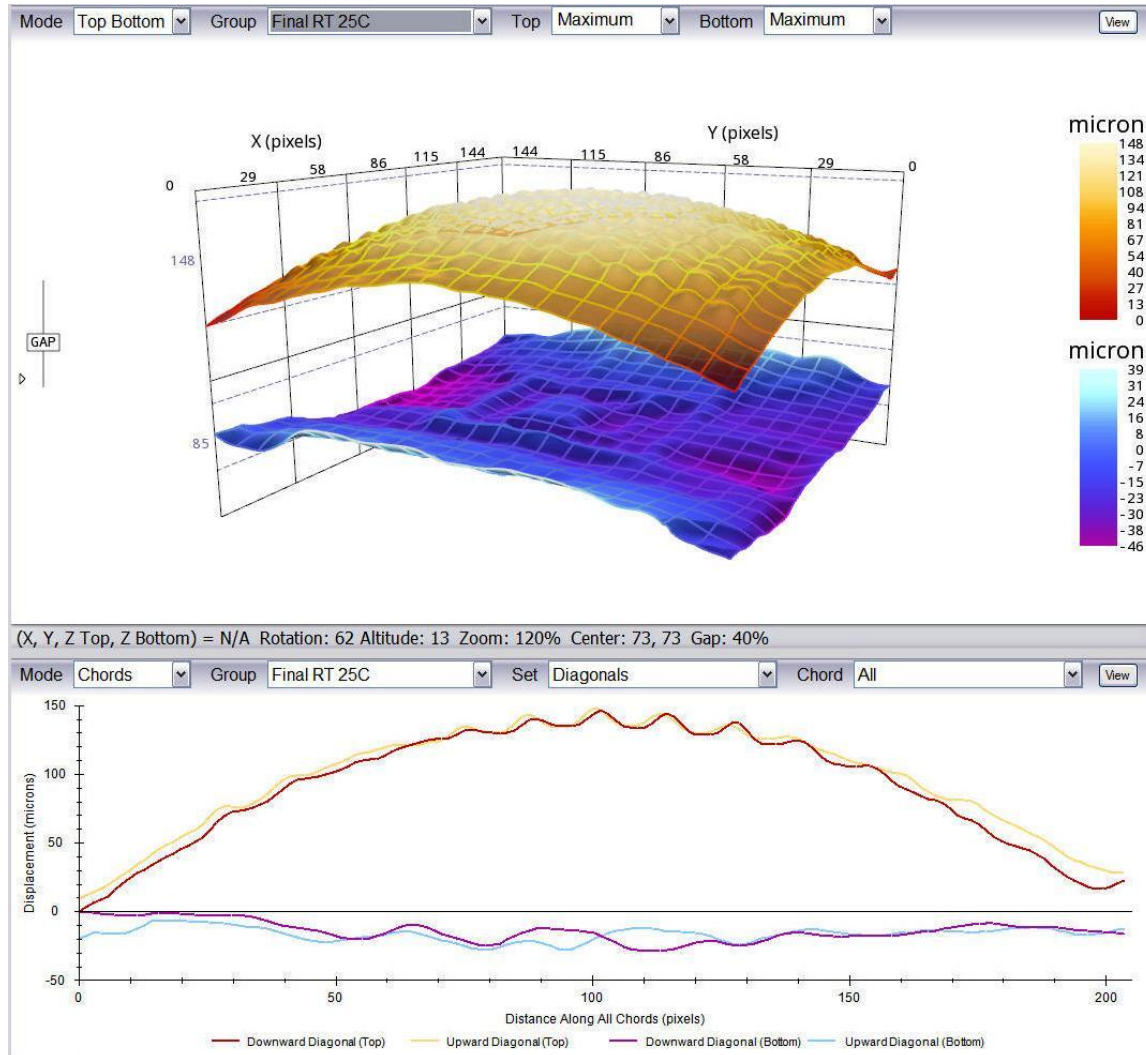 Mode Top Bottom Group Final RT 25C Top Maximum Bottom Maximum View
X (pixels) Y (pixels)
0 29 58 86 115 144 144 115 86 58 29 0
148
85
GAP
micron
148
134
121
108
94
81
67
54
40
27
13
0
micron
39
31
24
16
8
0
-7
-15
-23
-30
-38
-46
(X, Y, Z Top, Z Bottom) = N/A Rotation: 62 Altitude: 13 Zoom: 120% Center: 73, 73 Gap: 40%
Mode Chords Group Final RT 25C Set Diagonals Chord All View
Displacement (microns)
150
100
50
0
-50
0 50 100 150 200
Distance Along All Chords (pixels)
Downward Diagonal (Top) Upward Diagonal (Top) Downward Diagonal (Bottom) Upward Diagonal (Bottom)